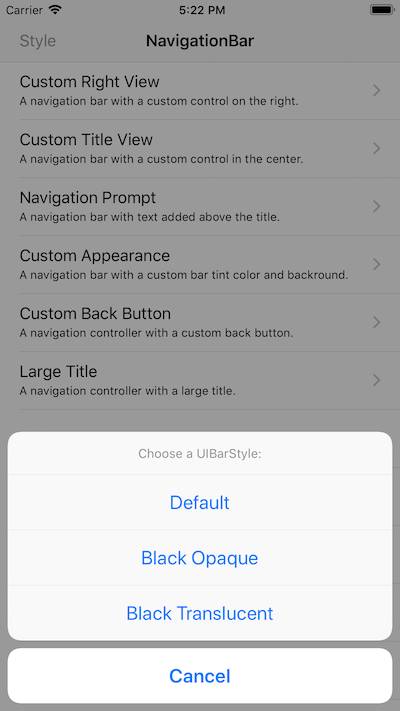 Carrier 5:22 PM
Style NavigationBar
Custom Right View
A navigation bar with a custom control on the right.
Custom Title View
A navigation bar with a custom control in the center.
Navigation Prompt
A navigation bar with text added above the title.
Custom Appearance
A navigation bar with a custom bar tint color and backround.
Custom Back Button
A navigation controller with a custom back button.
Large Title
A navigation controller with a large title.
Choose a UIBarStyle:
Default
Black Opaque
Black Translucent
Cancel